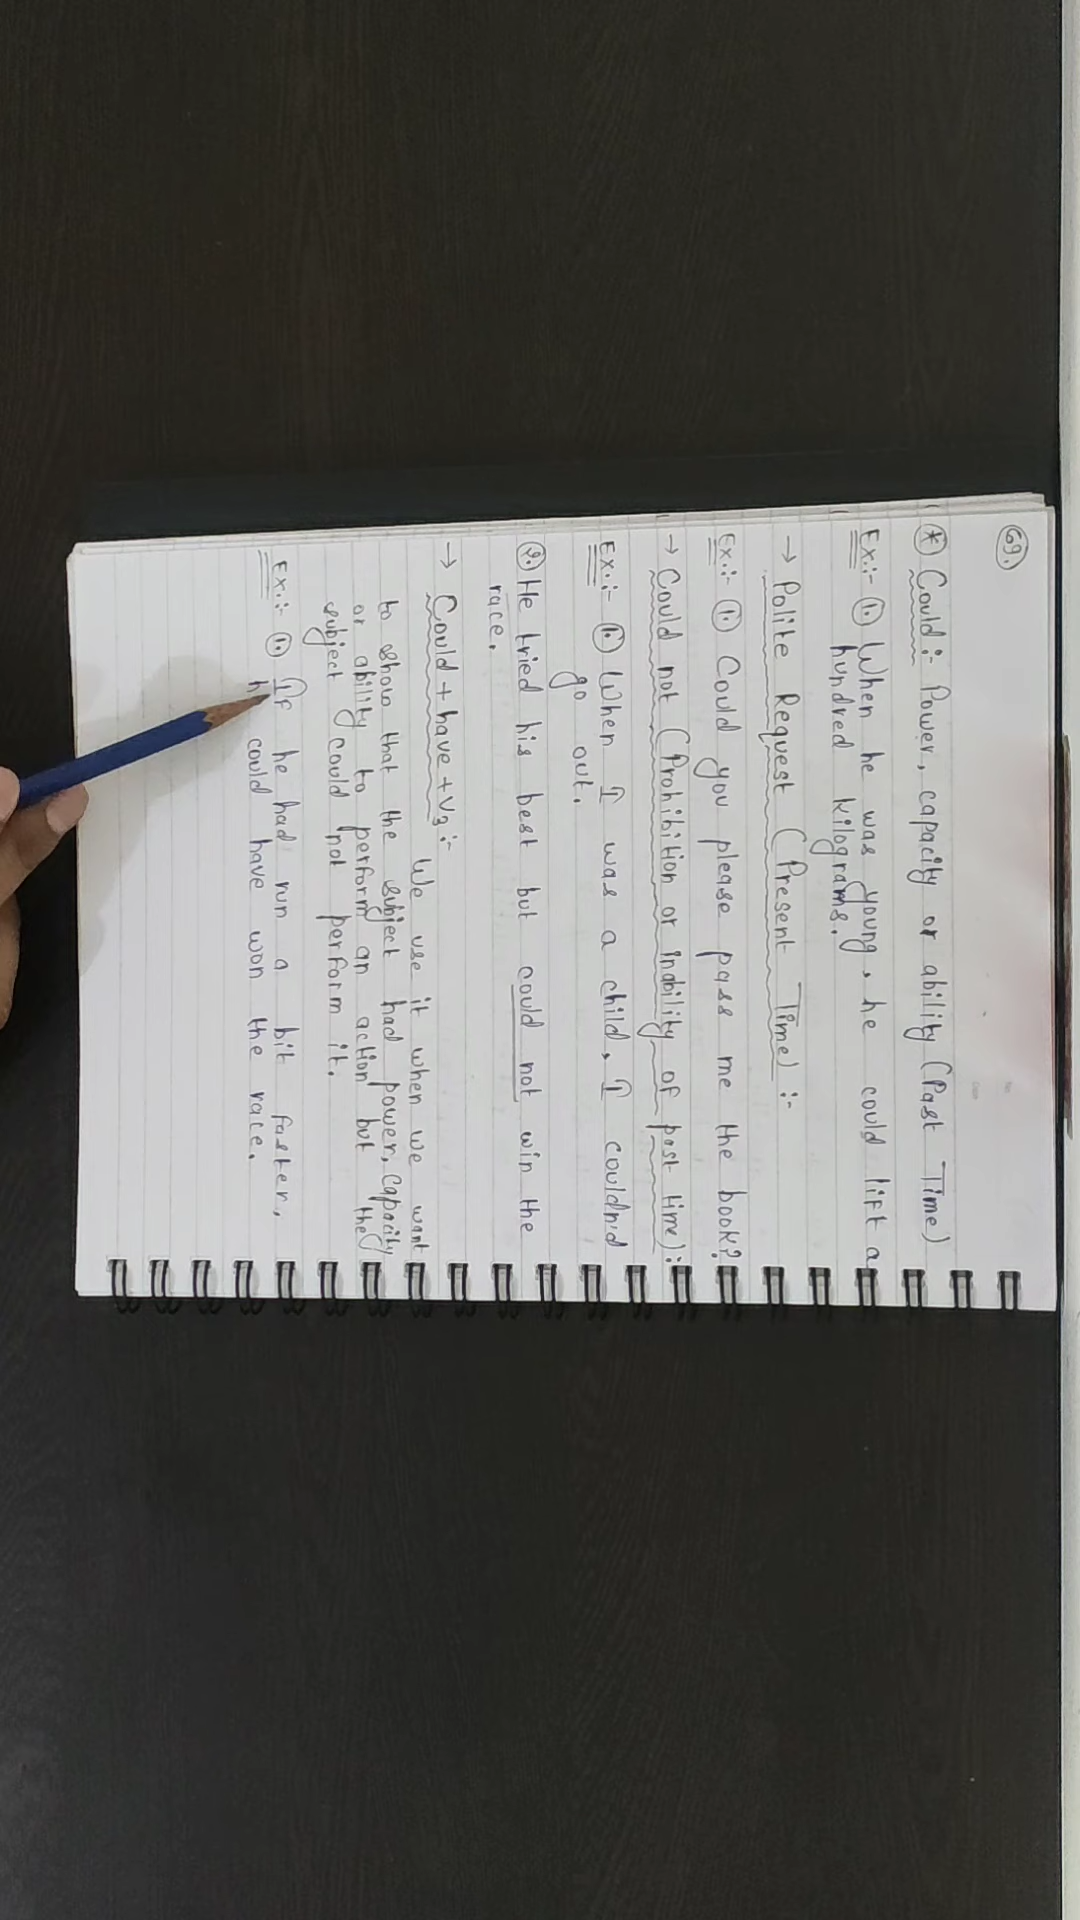 69.
* Could :- Power, capacity or ability (Past Time)
Ex.:- 1. When he was young, he could lift a
hundred kilograms.
→ Polite Request (Present Time) :-
Ex.:- 1. Could you please pass me the book?
→ Could not (Prohibition or inability of past time):-
Ex.:- 1. When I was a child, I couldn'd
go out.
2. He tried his best but could not win the
race.
→ Could + have + V3 :-
We use it when we want
to show that the subject had power, capacity
or ability to perform an action but the
subject could not perform it.
Ex.:- 1. If he had run a bit faster,
could have won the race.